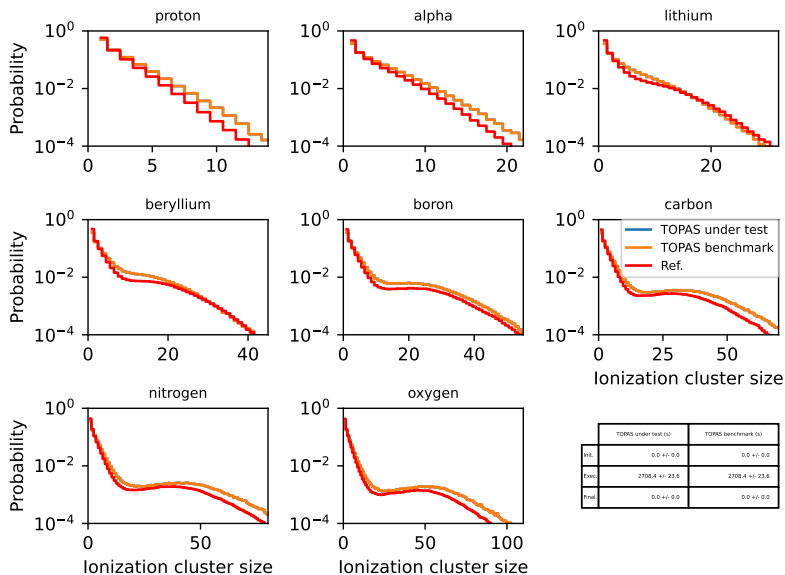 proton
alpha
lithium
Probability
10^0
10^-2
10^-4
0 5 10
10^0
10^-2
10^-4
0 10 20
10^0
10^-2
10^-4
0 20
beryllium
boron
carbon
Probability
10^0
10^-2
10^-4
0 20 40
10^0
10^-2
10^-4
0 20 40
10^0
10^-2
10^-4
0 25 50
TOPAS under test
TOPAS benchmark
Ref.
Ionization cluster size
nitrogen
oxygen
Probability
10^0
10^-2
10^-4
0 50
Ionization cluster size
10^0
10^-2
10^-4
0 50 100
Ionization cluster size
TOPAS under test (s) TOPAS benchmark (s)
Init. 0.0 +/- 0.0 0.0 +/- 0.0
Exec. 2708.4 +/- 23.6 2708.4 +/- 23.6
Final. 0.0 +/- 0.0 0.0 +/- 0.0